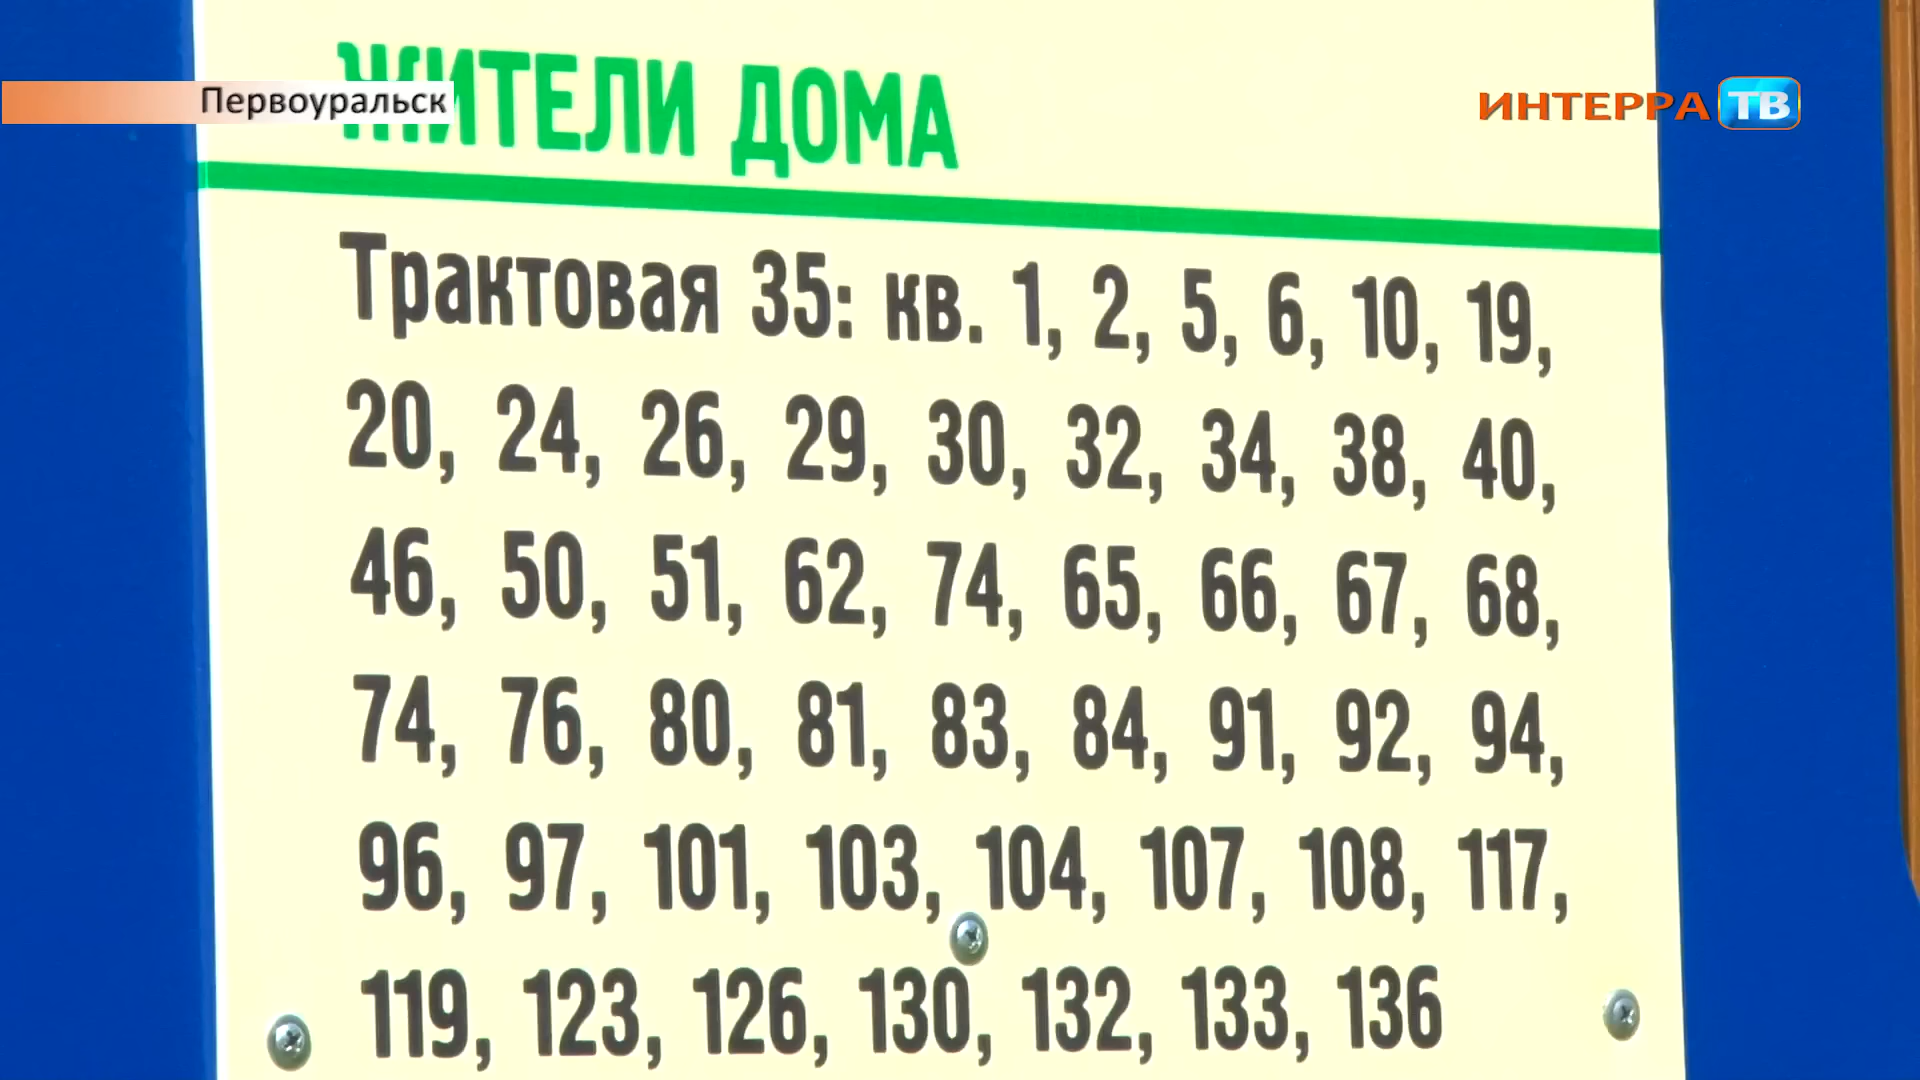 ЖИТЕЛИ ДОМА
Первоуральск
ИНТЕРРА ТВ
Трактовая 35: кв. 1, 2, 5, 6, 10, 19,
20, 24, 26, 29, 30, 32, 34, 38, 40,
46, 50, 51, 62, 74, 65, 66, 67, 68,
74, 76, 80, 81, 83, 84, 91, 92, 94,
96, 97, 101, 103, 104, 107, 108, 117,
119, 123, 126, 130, 132, 133, 136